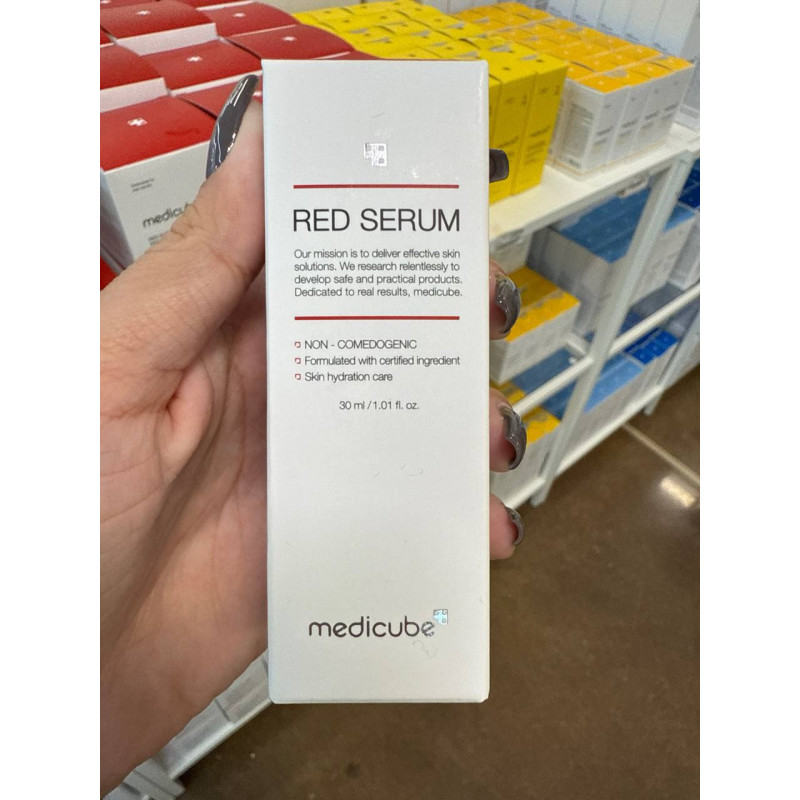 RED SERUM
Our mission is to deliver effective skin
solutions. We research relentlessly to
develop safe and practical products.
Dedicated to real results, medicube.
NON - COMEDOGENIC
Formulated with certified ingredient
Skin hydration care
30 ml / 1.01 fl. oz.
medicube